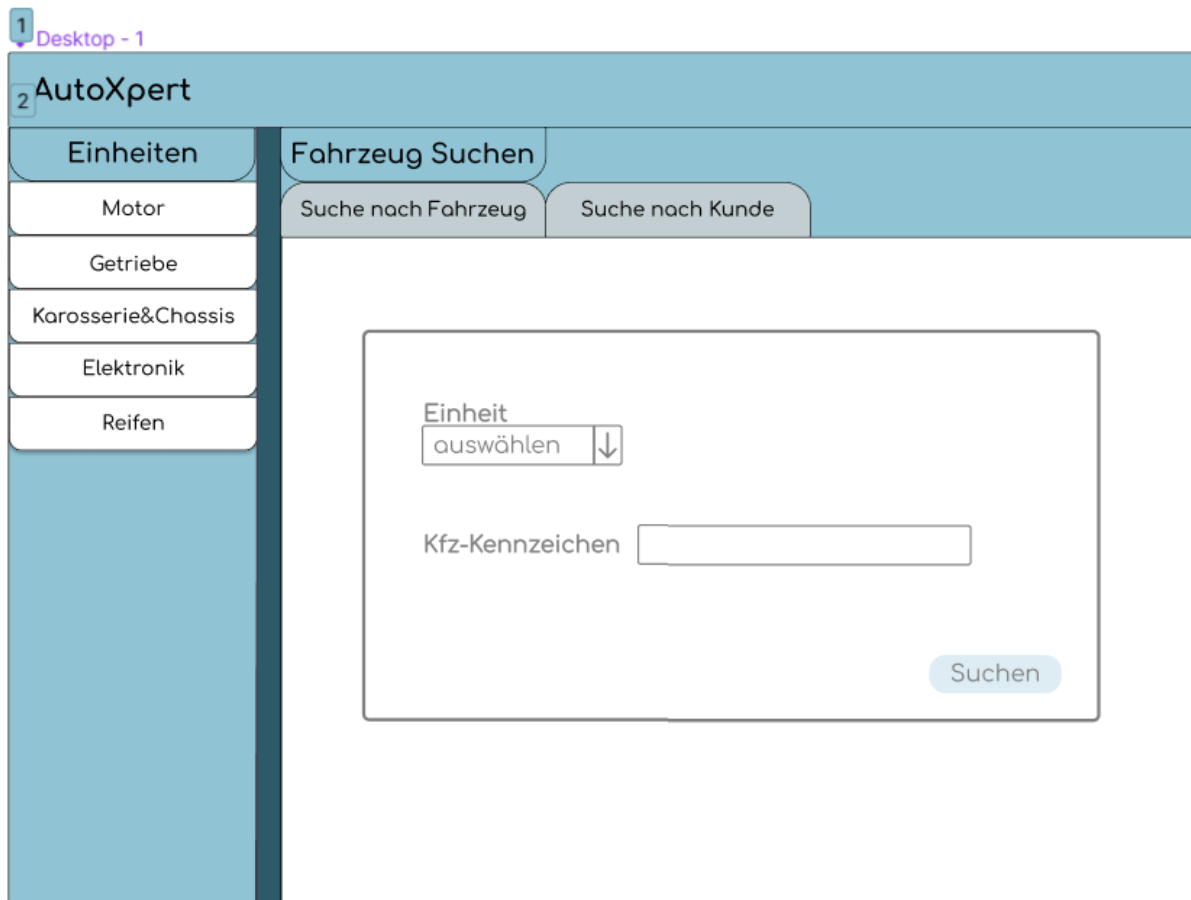 1
Desktop - 1
2
AutoXpert
Einheiten
Fahrzeug Suchen
Motor
Suche nach Fahrzeug
Suche nach Kunde
Getriebe
Karosserie&Chassis
Elektronik
Reifen
Einheit
auswählen
Kfz-Kennzeichen
Suchen